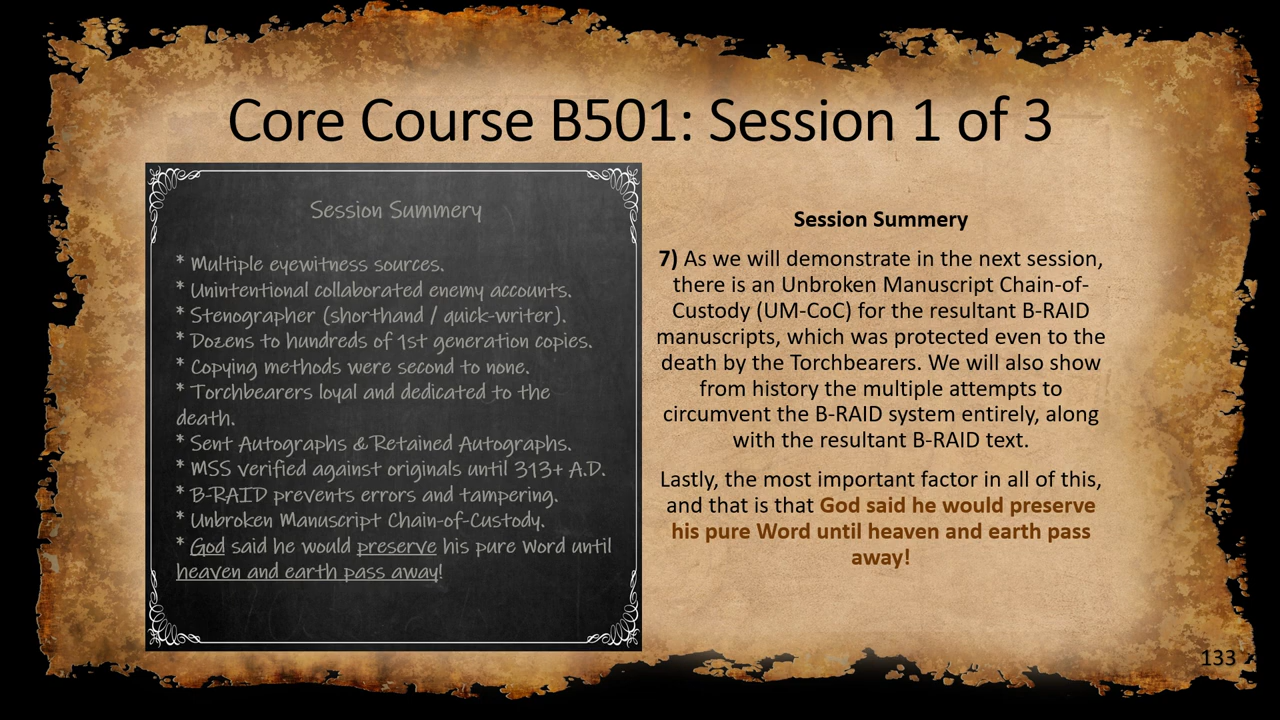 Core Course B501: Session 1 of 3
Session Summery
* Multiple eyewitness sources.
* Unintentional collaborated enemy accounts.
* Stenographer (shorthand / quick-writer).
* Dozens to hundreds of 1st generation copies.
* Copying methods were second to none.
* Torchbearers loyal and dedicated to the
death.
* Sent Autographs & Retained Autographs.
* MSS verified against originals until 313+ A.D.
* B-RAID prevents errors and tampering.
* Unbroken Manuscript Chain-of-Custody.
* God said he would preserve his pure Word until
heaven and earth pass away!
Session Summery
7) As we will demonstrate in the next session,
there is an Unbroken Manuscript Chain-of-
Custody (UM-CoC) for the resultant B-RAID
manuscripts, which was protected even to the
death by the Torchbearers. We will also show
from history the multiple attempts to
circumvent the B-RAID system entirely, along
with the resultant B-RAID text.
Lastly, the most important factor in all of this,
and that is that God said he would preserve
his pure Word until heaven and earth pass
away!
133